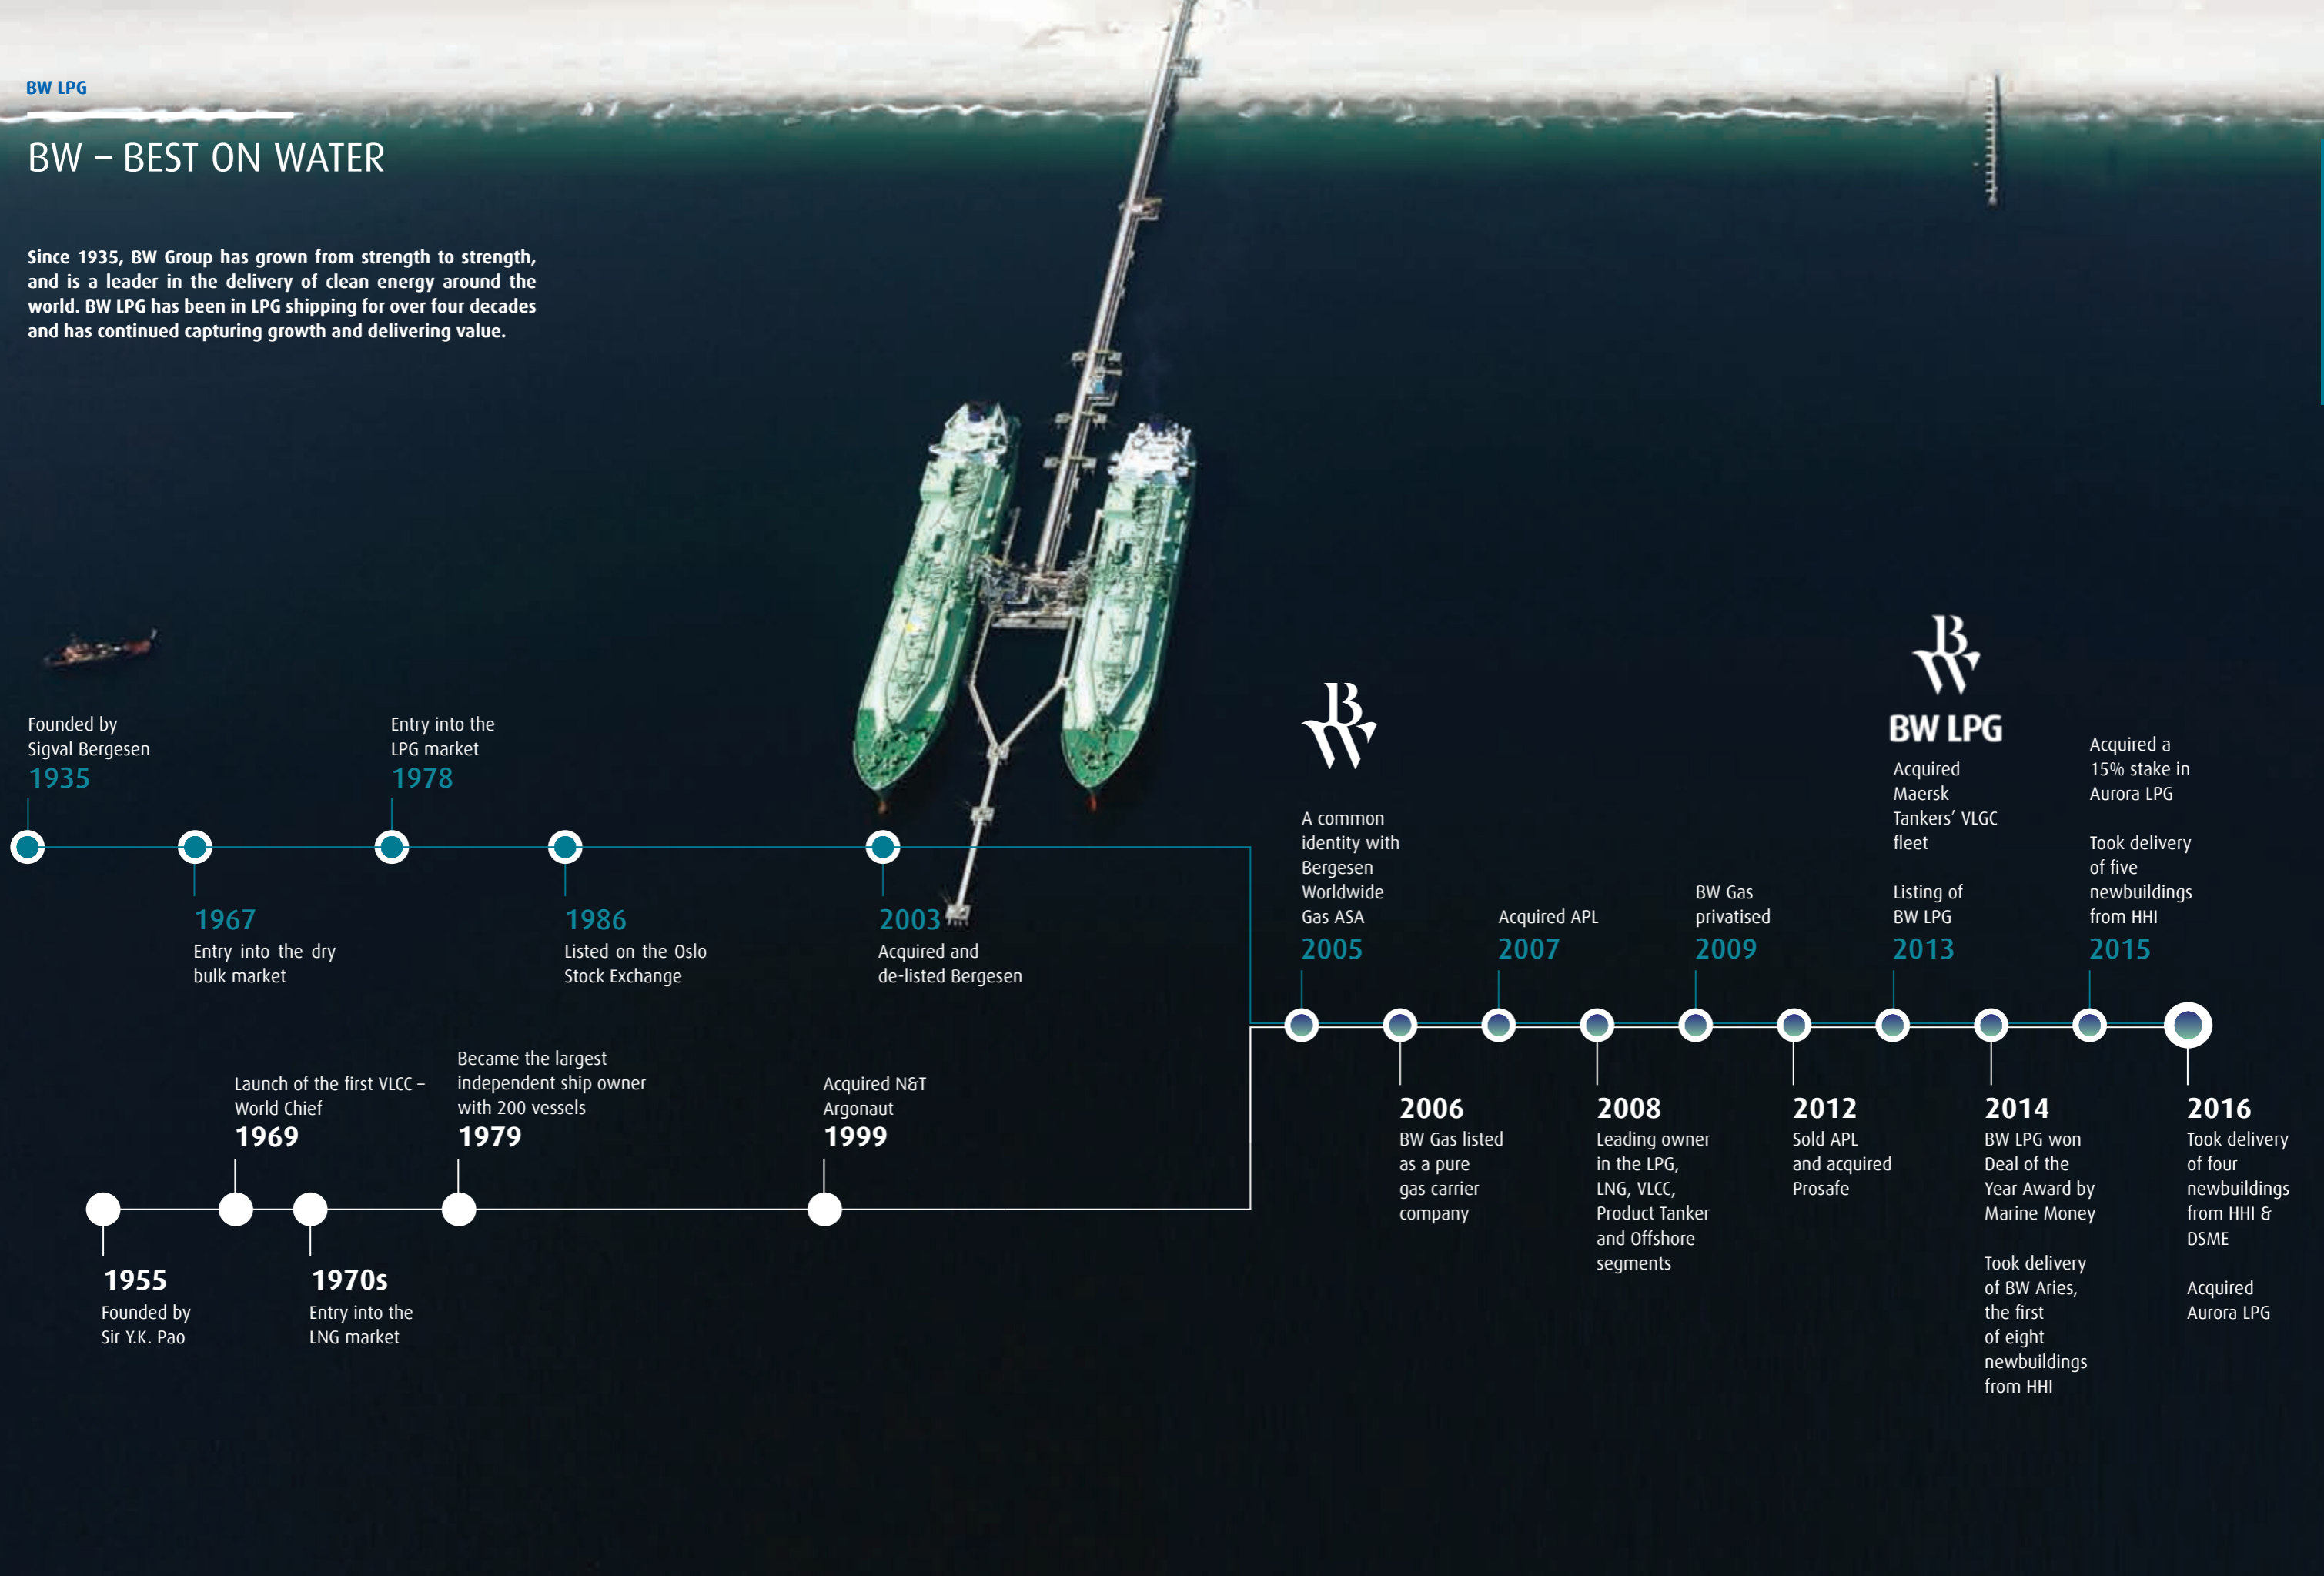 BW LPG
BW – BEST ON WATER
Since 1935, BW Group has grown from strength to strength,
and is a leader in the delivery of clean energy around the
world. BW LPG has been in LPG shipping for over four decades
and has continued capturing growth and delivering value.
Founded by
Sigval Bergesen
1935
1967
Entry into the dry
bulk market
Entry into the
LPG market
1978
1986
Listed on the Oslo
Stock Exchange
2003
Acquired and
de-listed Bergesen
1955
Founded by
Sir Y.K. Pao
Launch of the first VLCC –
World Chief
1969
1970s
Entry into the
LNG market
Became the largest
independent ship owner
with 200 vessels
1979
Acquired N&T
Argonaut
1999
BW
A common
identity with
Bergesen
Worldwide
Gas ASA
2005
2006
BW Gas listed
as a pure
gas carrier
company
Acquired APL
2007
2008
Leading owner
in the LPG,
LNG, VLCC,
Product Tanker
and Offshore
segments
BW Gas
privatised
2009
2012
Sold APL
and acquired
Prosafe
BW
BW LPG
Acquired
Maersk
Tankers’ VLGC
fleet
Listing of
BW LPG
2013
2014
BW LPG won
Deal of the
Year Award by
Marine Money
Took delivery
of BW Aries,
the first
of eight
newbuildings
from HHI
Acquired a
15% stake in
Aurora LPG
Took delivery
of five
newbuildings
from HHI
2015
2016
Took delivery
of four
newbuildings
from HHI &
DSME
Acquired
Aurora LPG